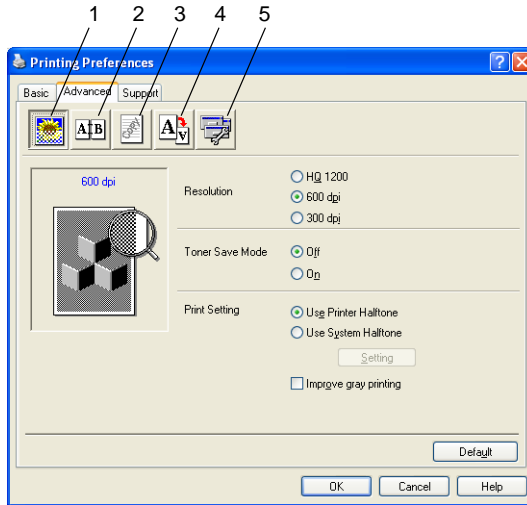 1 2 3 4 5
Printing Preferences
Basic Advanced Support
A B
Copy
A A
600 dpi
Resolution
HQ 1200
600 dpi
300 dpi
Toner Save Mode
Off
On
Print Setting
Use Printer Halftone
Use System Halftone
Setting
Improve gray printing
Default
OK Cancel Help